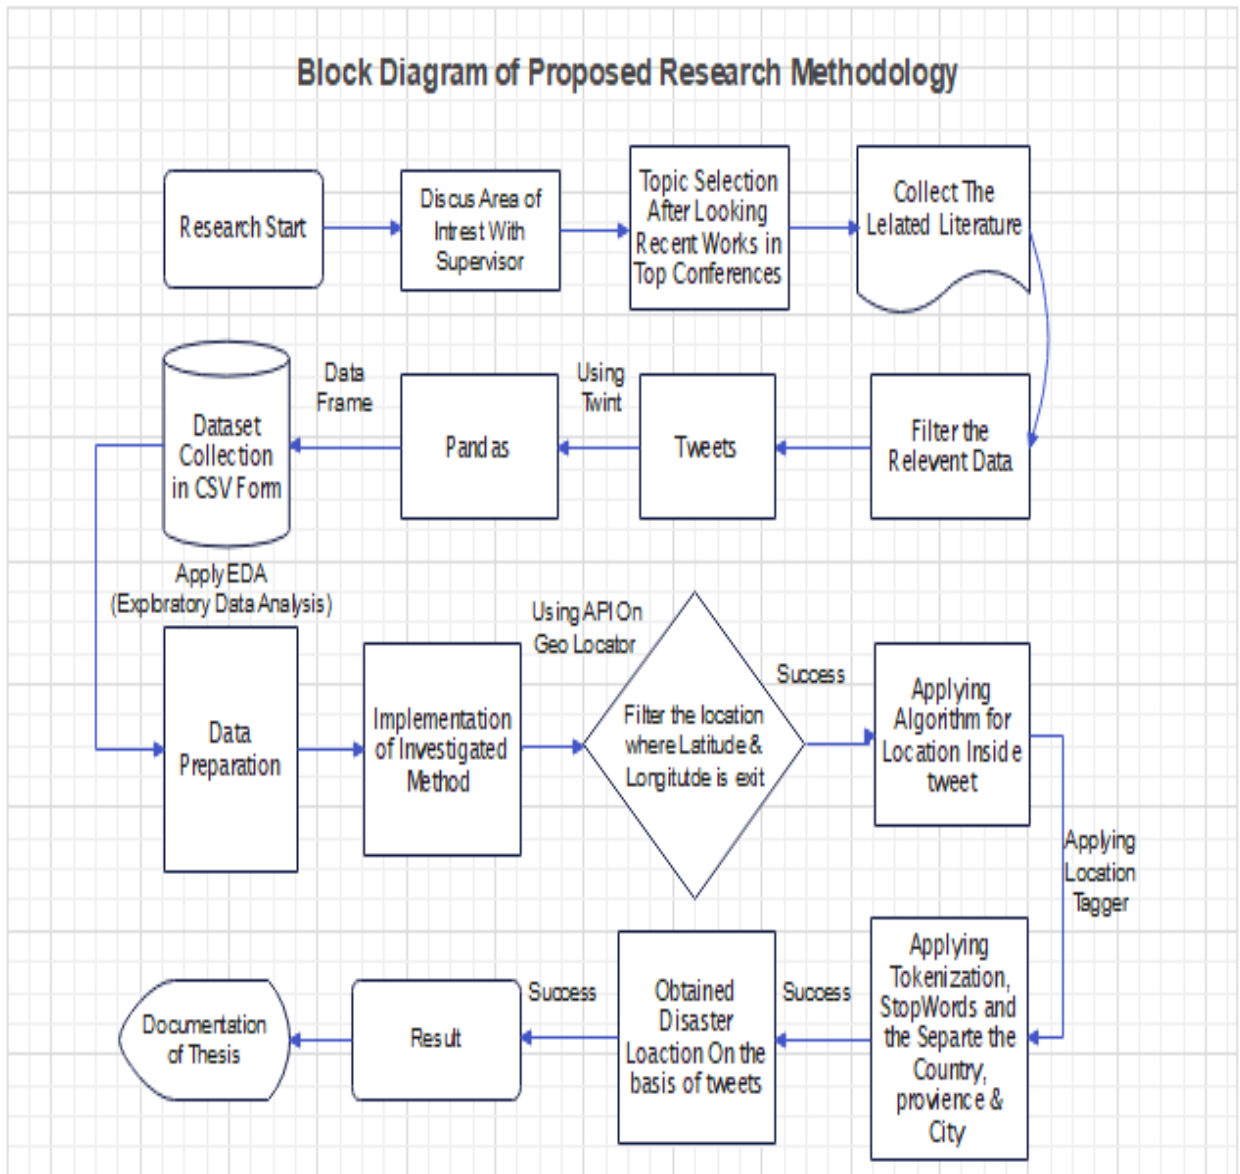 Block Diagram of Proposed Research Methodology
Research Start
Discus Area of
Intrest With
Supervisor
Topic Selection
After Looking
Recent Works in
Top Conferences
Collect The
Lelated Literature
Filter the
Relevent Data
Tweets
Using
Twint
Pandas
Data
Frame
Dataset
Collection
in CSV Form
Apply EDA
(Exploratory Data Analysis)
Data
Preparation
Implementation
of Investigated
Method
Using API On
Geo Locator
Filter the location
where Latitude &
Longitutde is exit
Success
Applying
Algorithm for
Location Inside
tweet
Applying
Location
Tagger
Applying
Tokenization,
StopWords and
the Separte the
Country,
provience &
City
Success
Obtained
Disaster
Loaction On the
basis of tweets
Success
Result
Documentation
of Thesis